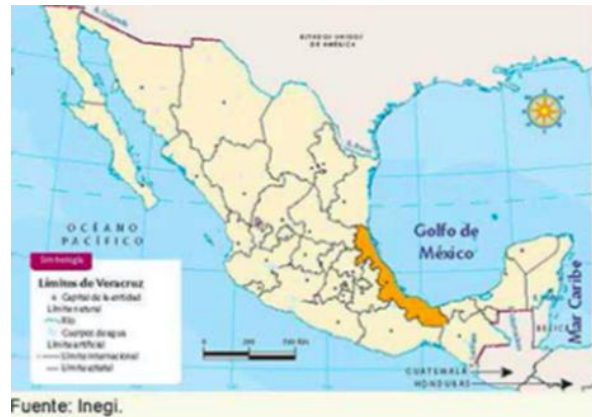 ESTADOS UNIDOS
DE AMÉRICA
OCÉANO
PACÍFICO
Golfo de
México
Mar Caribe
BELICE
GUATEMALA
HONDURAS
Simbología
Límites de Veracruz
Capital de la entidad
Límite natural
Río
Cuerpos de agua
Límite artificial
Límite internacional
Límite estatal
0
Fuente: Inegi.